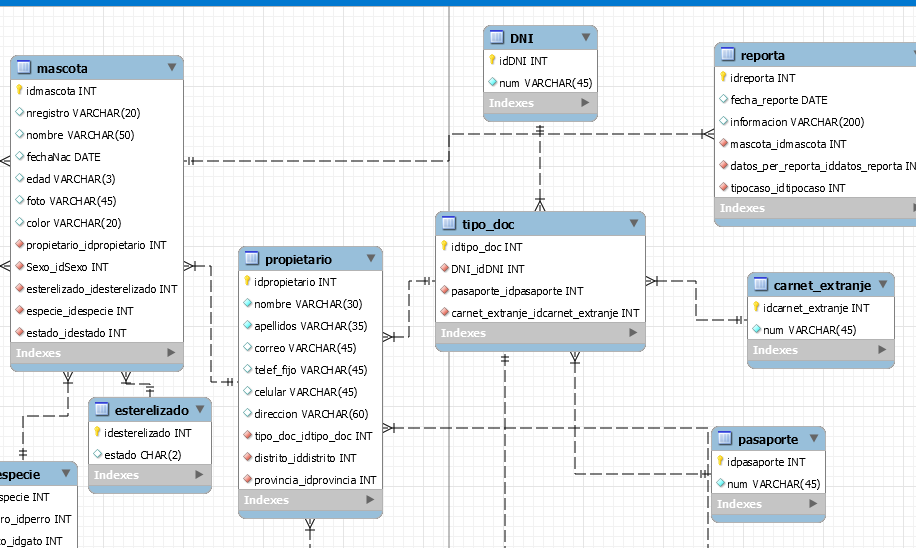 mascota
idmascota INT
nregistro VARCHAR(20)
nombre VARCHAR(50)
fechaNac DATE
edad VARCHAR(3)
foto VARCHAR(45)
color VARCHAR(20)
propietario_idpropietario INT
Sexo_idSexo INT
esterelizado_idesterelizado INT
especie_idespecie INT
estado_idestado INT
Indexes
DNI
idDNI INT
num VARCHAR(45)
Indexes
reporta
idreporta INT
fecha_reporte DATE
informacion VARCHAR(200)
mascota_idmascota INT
datos_per_reporta_iddatos_reporta IN
tipocaso_idtipocaso INT
Indexes
tipo_doc
idtipo_doc INT
DNI_idDNI INT
pasaporte_idpasaporte INT
carnet_extranje_idcarnet_extranje INT
Indexes
propietario
idpropietario INT
nombre VARCHAR(30)
apellidos VARCHAR(35)
correo VARCHAR(45)
telef_fijo VARCHAR(45)
celular VARCHAR(45)
direccion VARCHAR(60)
tipo_doc_idtipo_doc INT
distrito_iddistrito INT
provincia_idprovincia INT
Indexes
carnet_extranje
idcarnet_extranje INT
num VARCHAR(45)
Indexes
esterelizado
idesterelizado INT
estado CHAR(2)
Indexes
pasaporte
idpasaporte INT
num VARCHAR(45)
Indexes
especie
specie INT
ro_idperro INT
o_idgato INT